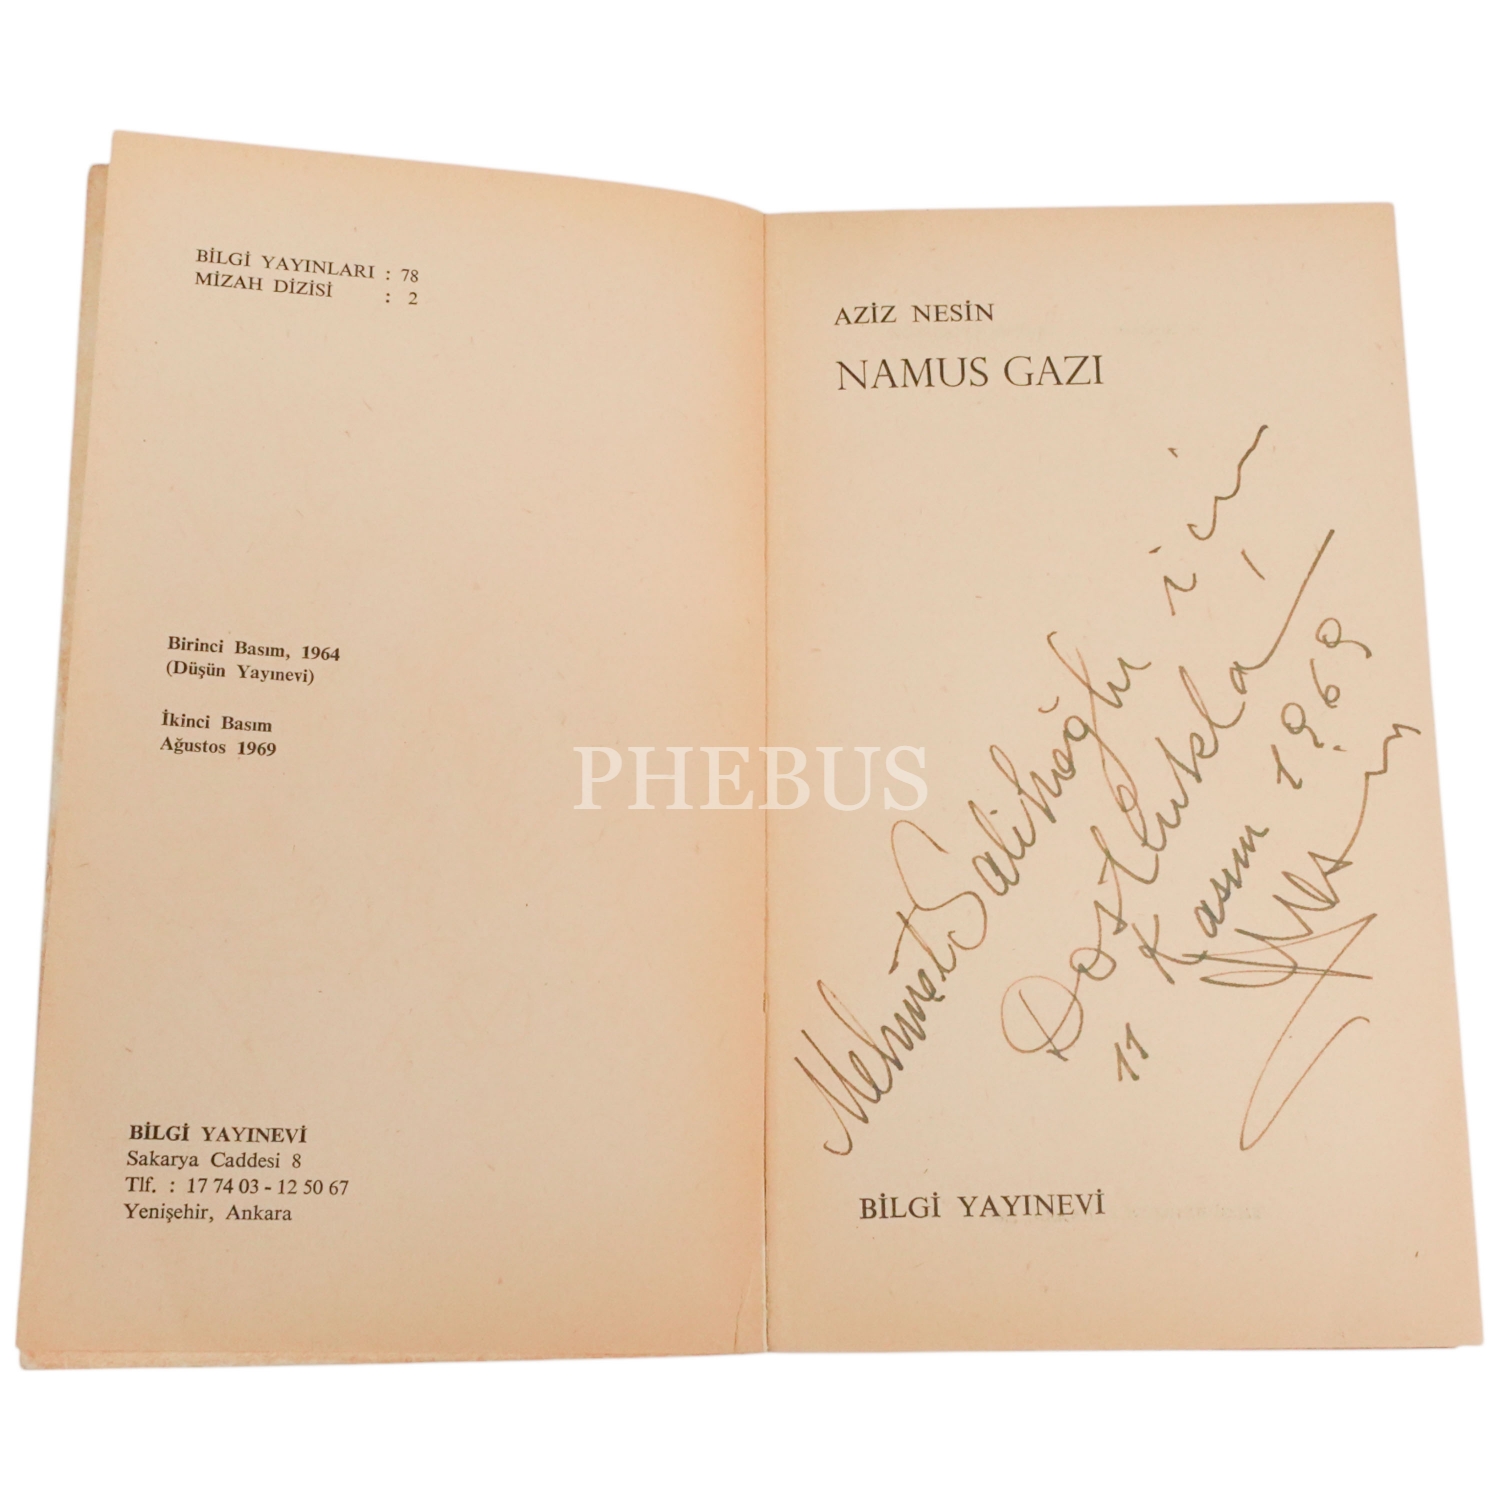 BİLGİ YAYINLARI : 78
MİZAH DİZİSİ : 2
Birinci Basım, 1964
(Düşün Yayınevi)
İkinci Basım
Ağustos 1969
BİLGİ YAYINEVİ
Sakarya Caddesi 8
Tlf. : 17 74 03 - 12 50 67
Yenişehir, Ankara
AZİZ NESİN
NAMUS GAZI
Mehmet Salihoğlu için
Dostlukla,
11 Kasım 1969
BİLGİ YAYINEVİ
PHEBUS